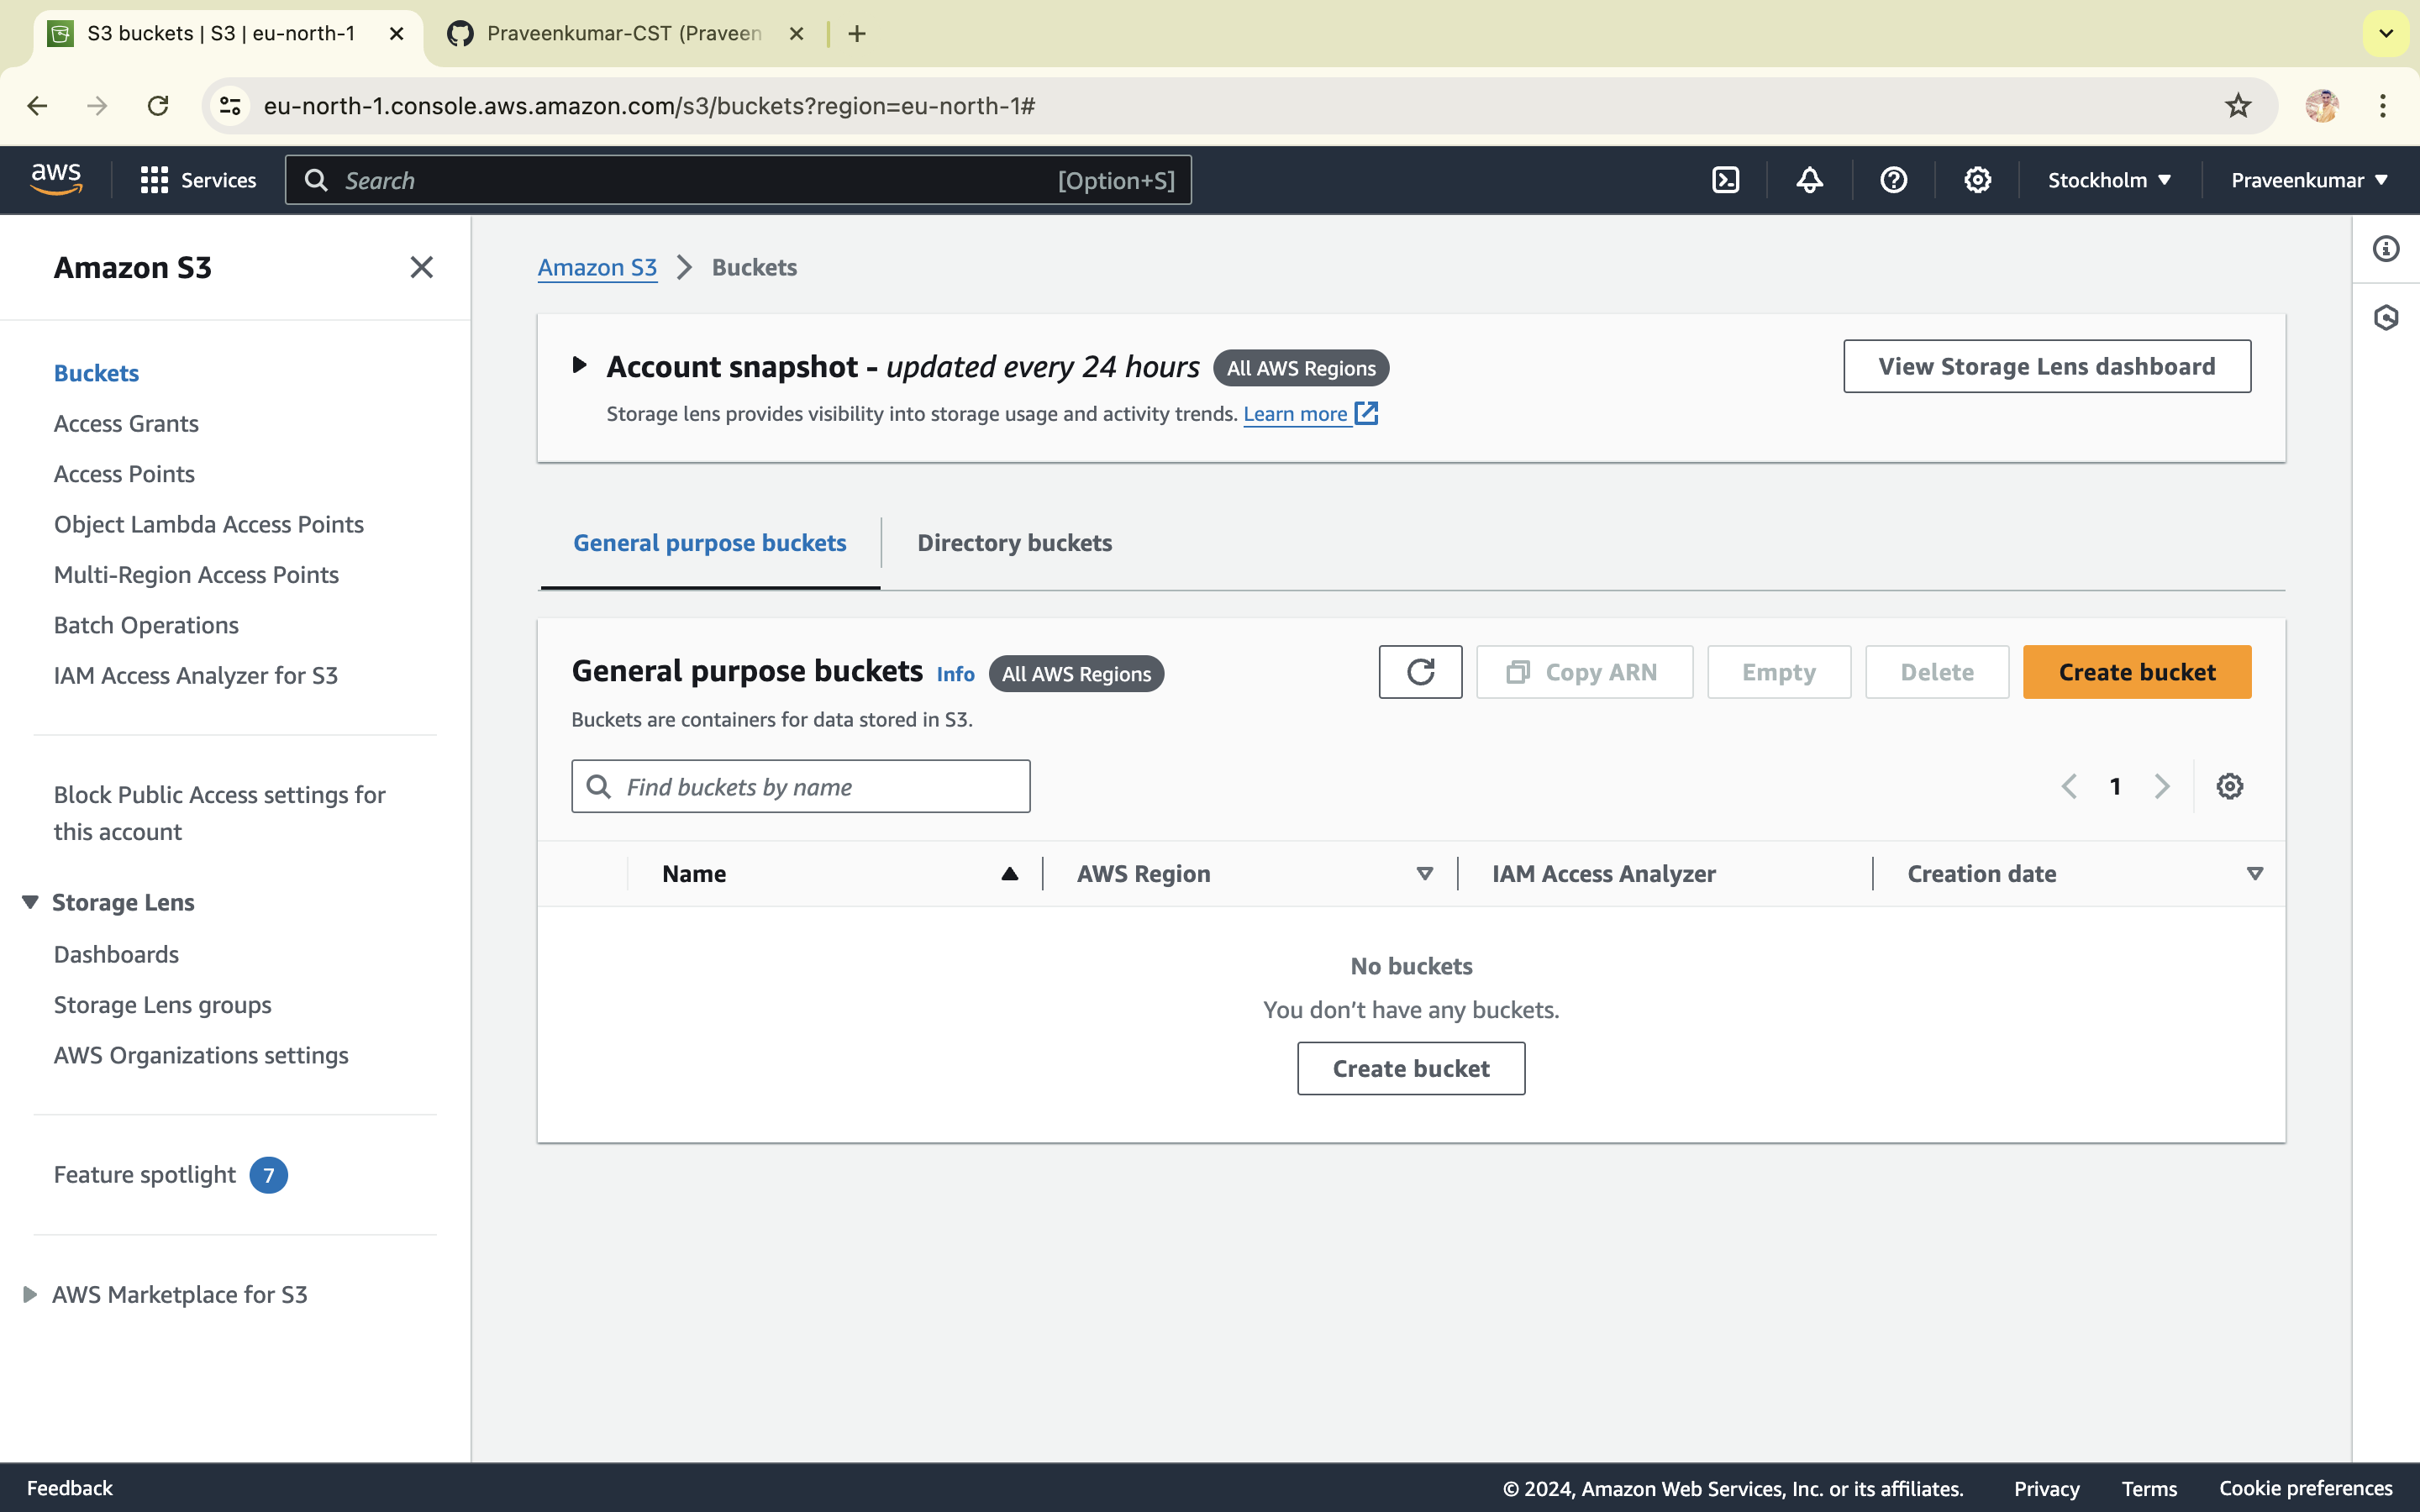 S3 buckets | S3 | eu-north-1
Praveenkumar-CST (Praveen
eu-north-1.console.aws.amazon.com/s3/buckets?region=eu-north-1#
aws
Services
Search
[Option+S]
Stockholm
Praveenkumar
Amazon S3
Buckets
Access Grants
Access Points
Object Lambda Access Points
Multi-Region Access Points
Batch Operations
IAM Access Analyzer for S3
Block Public Access settings for
this account
Storage Lens
Dashboards
Storage Lens groups
AWS Organizations settings
Feature spotlight 7
AWS Marketplace for S3
Amazon S3 > Buckets
Account snapshot - updated every 24 hours All AWS Regions
Storage lens provides visibility into storage usage and activity trends. Learn more
View Storage Lens dashboard
General purpose buckets
Directory buckets
General purpose buckets Info All AWS Regions
Buckets are containers for data stored in S3.
Copy ARN
Empty
Delete
Create bucket
Find buckets by name
1
Name
AWS Region
IAM Access Analyzer
Creation date
No buckets
You don’t have any buckets.
Create bucket
Feedback
© 2024, Amazon Web Services, Inc. or its affiliates.
Privacy
Terms
Cookie preferences